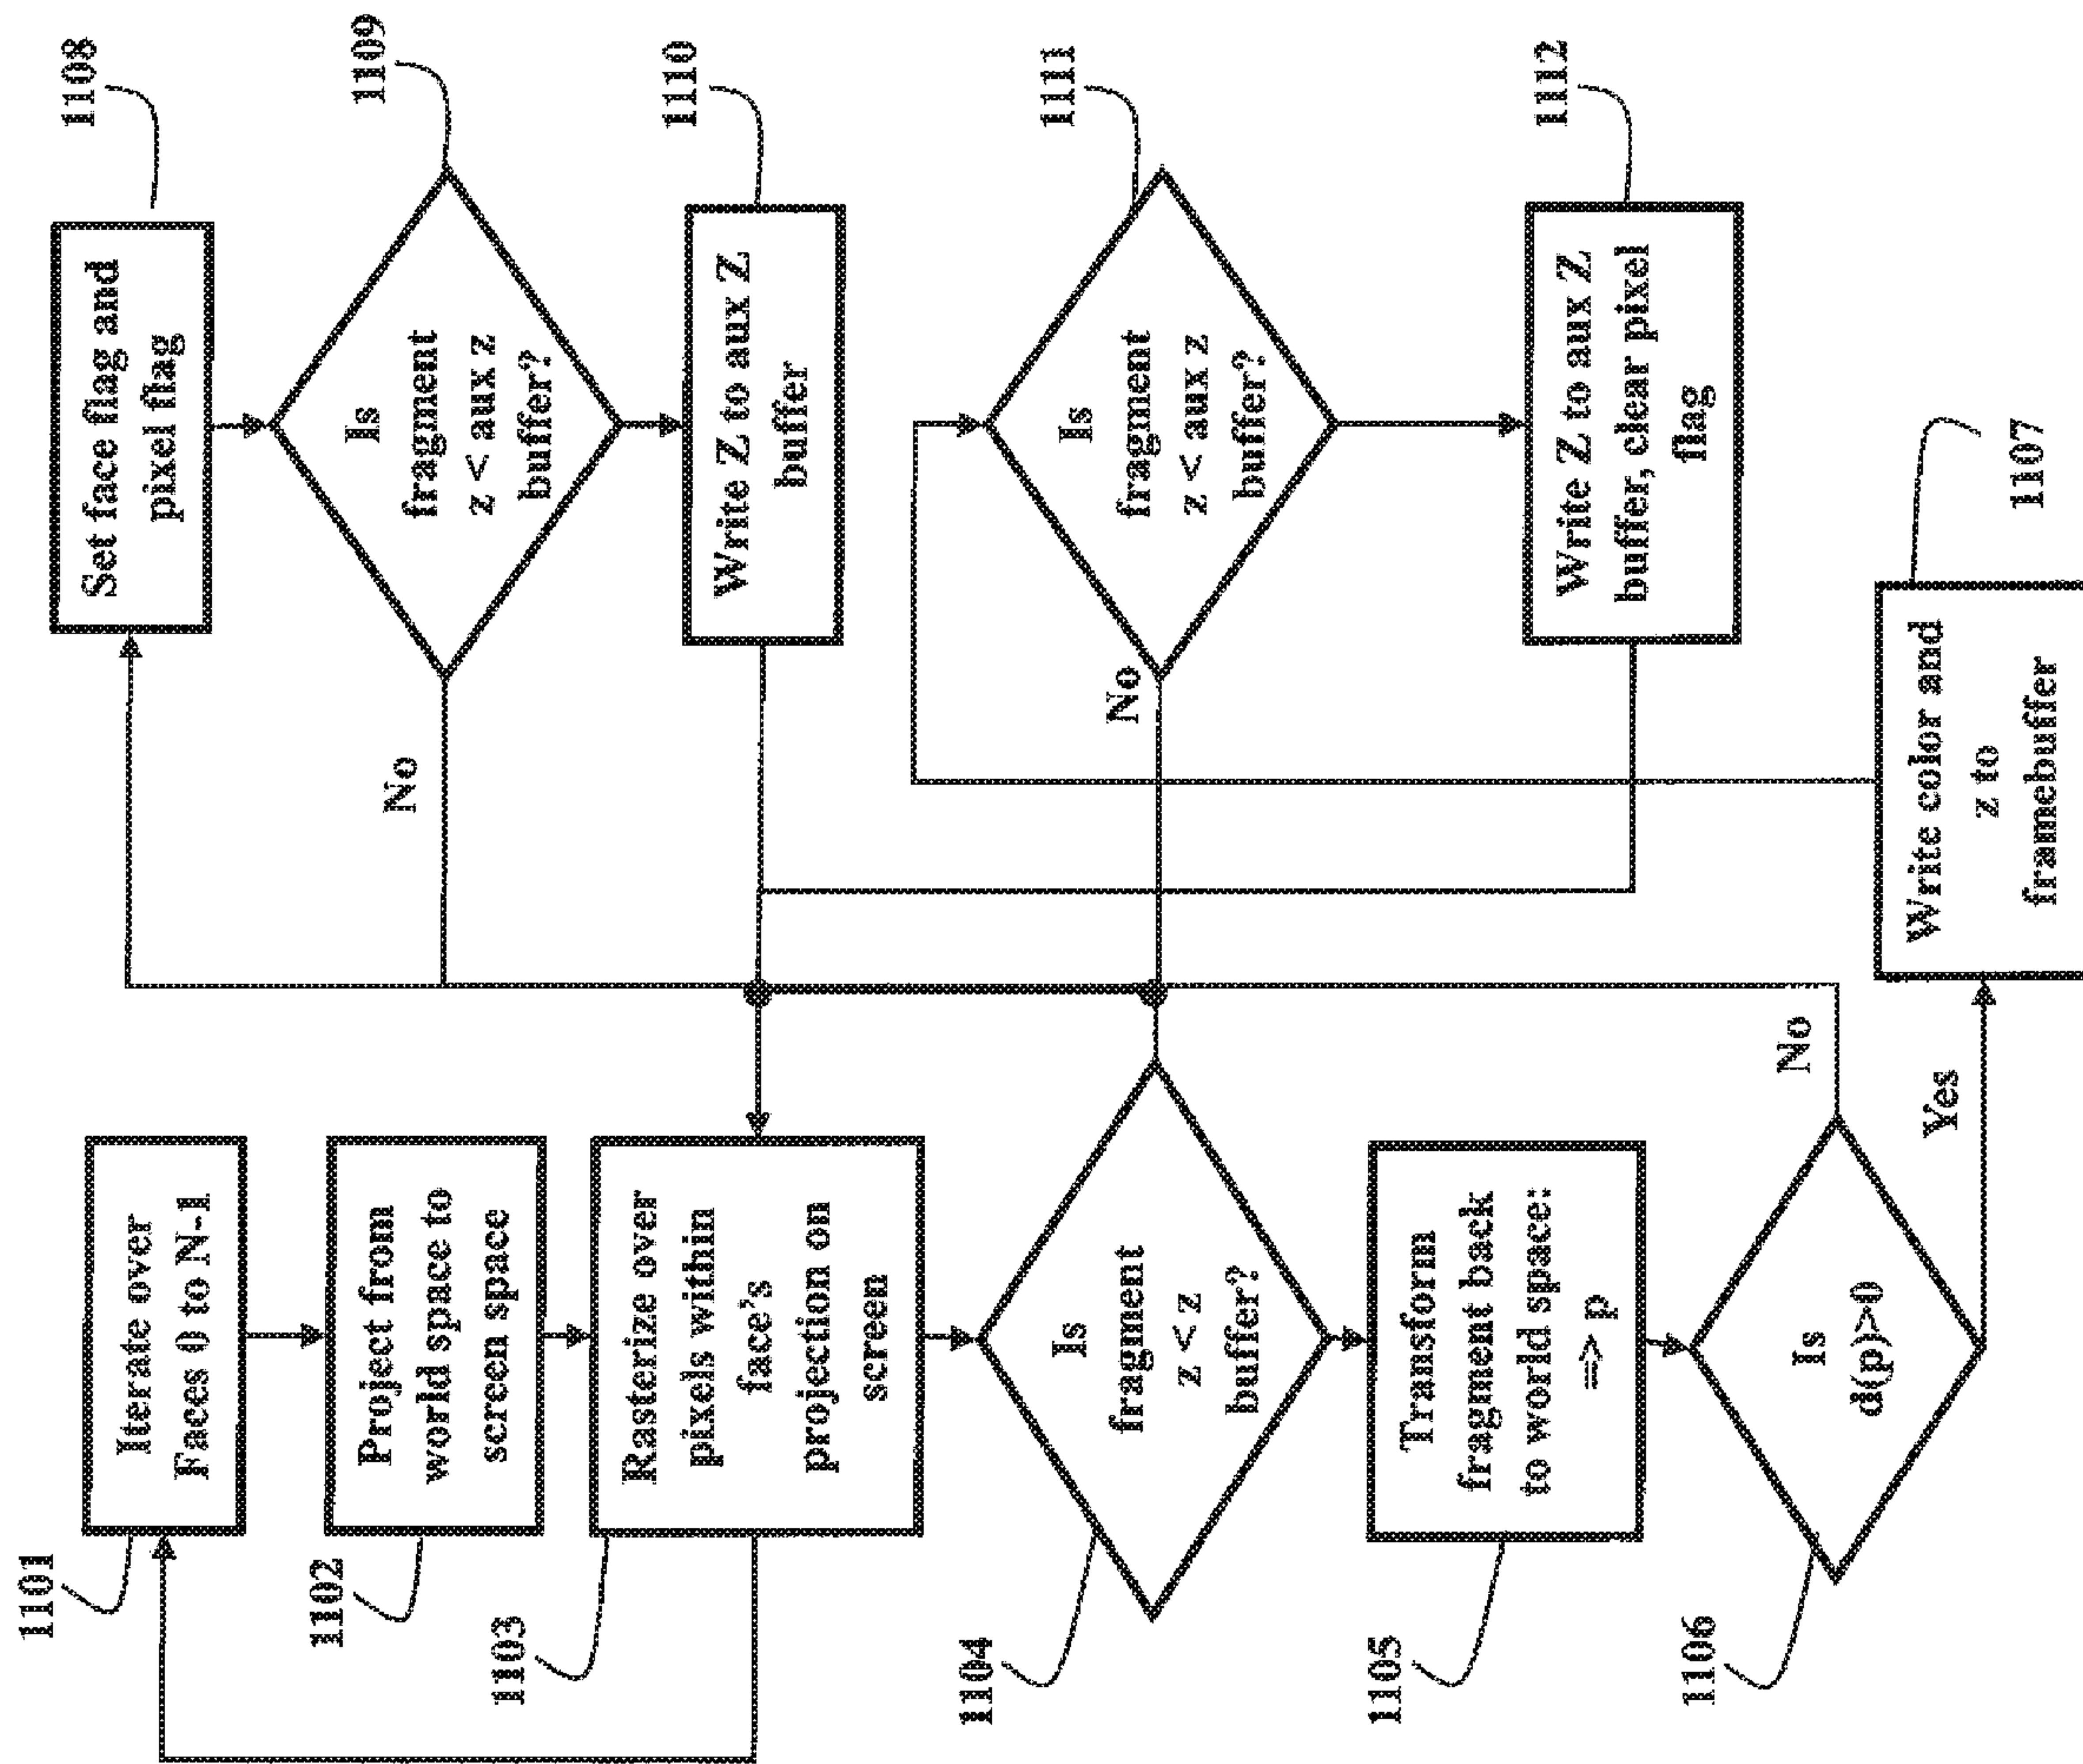 1101
Iterate over
Faces 0 to N-1
1102
Project from
world space to
screen space
1103
Rasterize over
pixels within
face's
projection on
screen
1104
Is
fragment
z < z
buffer?
1105
Transform
fragment back
to world space:
=> p
1106
Is
d(p)>0
No
Yes
1107
Write color and
z to
framebuffer
1108
Set face flag and
pixel flag
1109
Is
fragment
z < aux z
buffer?
No
1110
Write Z to aux Z
buffer
1111
Is
fragment
z < aux z
buffer?
No
1112
Write Z to aux Z
buffer, clear pixel
flag